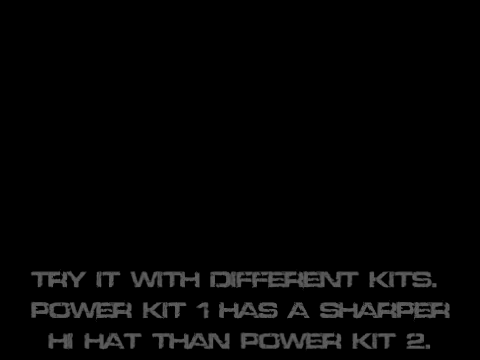 TRY IT WITH DIFFERENT KITS.
POWER KIT 1 HAS A SHARPER
HI HAT THAN POWER KIT 2.